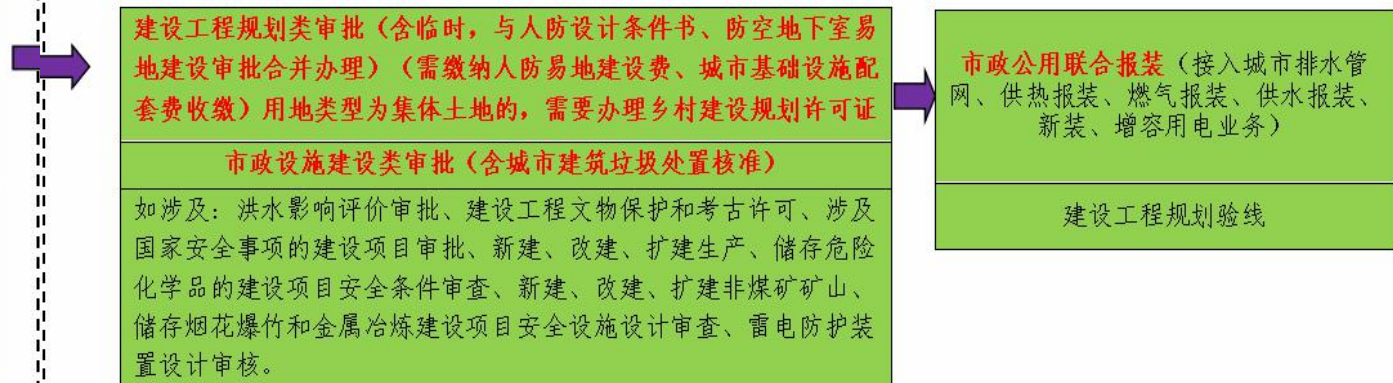 建设工程规划类审批（含临时，与人防设计条件书、防空地下室易
地建设审批合并办理）（需缴纳人防易地建设费、城市基础设施配
套费收缴）用地类型为集体土地的，需要办理乡村建设规划许可证
市政设施建设类审批（含城市建筑垃圾处置核准）
如涉及：洪水影响评价审批、建设工程文物保护和考古许可、涉及
国家安全事项的建设项目审批、新建、改建、扩建生产、储存危险
化学品的建设项目安全条件审查、新建、改建、扩建非煤矿矿山、
储存烟花爆竹和金属冶炼建设项目安全设施设计审查、雷电防护装
置设计审核。
市政公用联合报装（接入城市排水管
网、供热报装、燃气报装、供水报装、
新装、增容用电业务）
建设工程规划验线